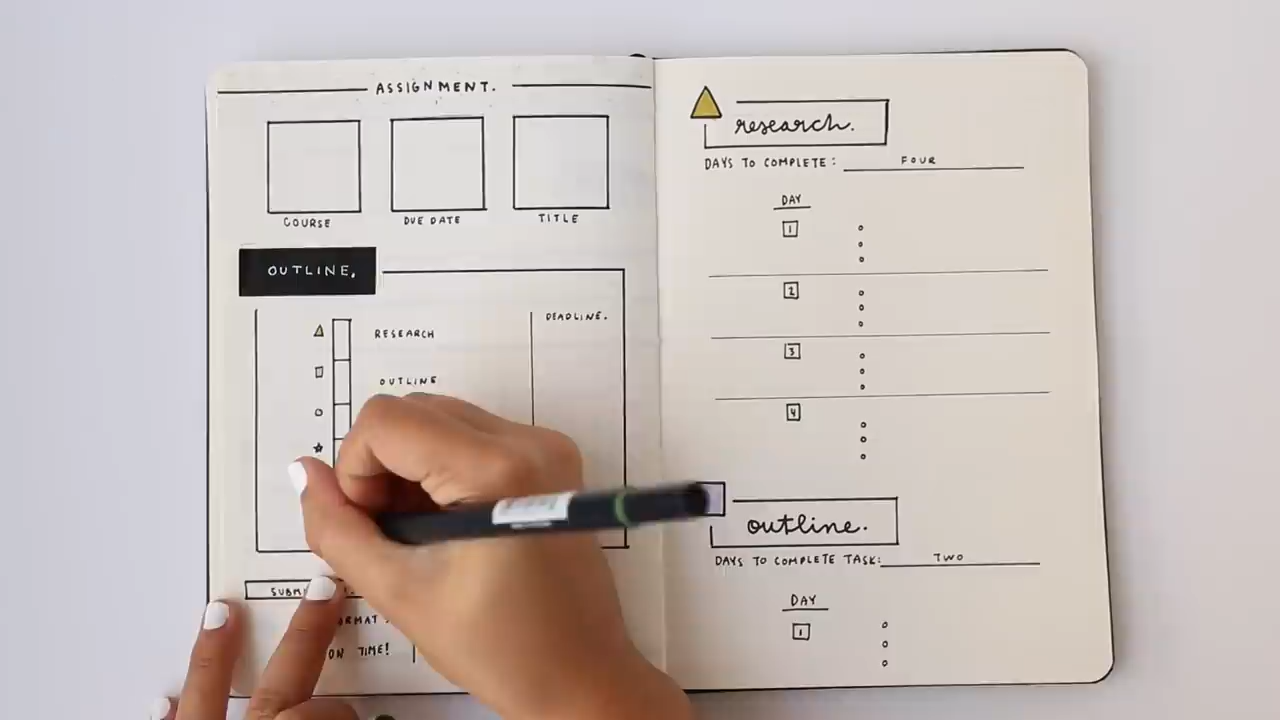 ASSIGNMENT.
COURSE
DUE DATE
TITLE
OUTLINE.
DEADLINE.
RESEARCH
OUTLINE
ON TIME!
research.
DAYS TO COMPLETE: FOUR
DAY
1
2
3
4
outline.
DAYS TO COMPLETE TASK: TWO
DAY
1